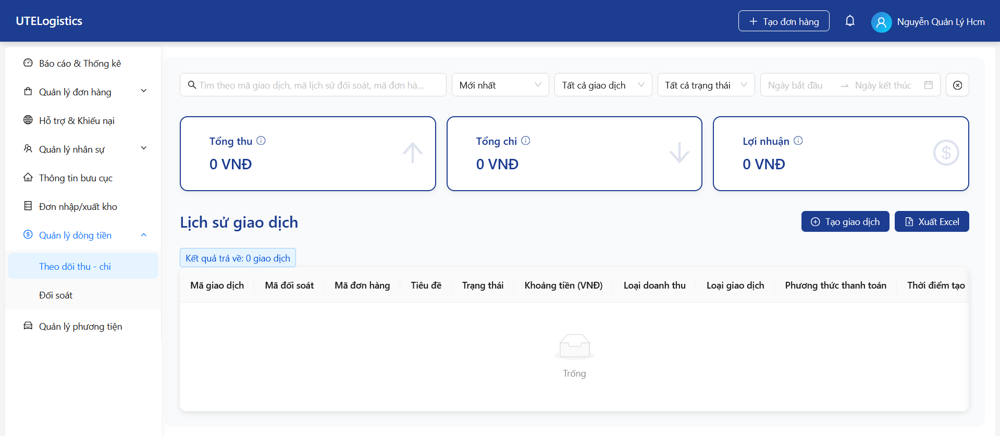 UTELogistics
Tạo đơn hàng
Nguyễn Quản Lý Hcm
Báo cáo & Thống kê
Quản lý đơn hàng
Hỗ trợ & Khiếu nại
Quản lý nhân sự
Thông tin bưu cục
Đơn nhập/xuất kho
Quản lý dòng tiền
Theo dõi thu - chi
Đối soát
Quản lý phương tiện
Tìm theo mã giao dịch, mã lịch sử đối soát, mã đơn hà...
Mới nhất
Tất cả giao dịch
Tất cả trạng thái
Ngày bắt đầu
Ngày kết thúc
Tổng thu
0 VNĐ
Tổng chi
0 VNĐ
Lợi nhuận
0 VNĐ
Lịch sử giao dịch
Tạo giao dịch
Xuất Excel
Kết quả trả về: 0 giao dịch
Mã giao dịch
Mã đối soát
Mã đơn hàng
Tiêu đề
Trạng thái
Khoảng tiền (VNĐ)
Loại doanh thu
Loại giao dịch
Phương thức thanh toán
Thời điểm tạo
Trống